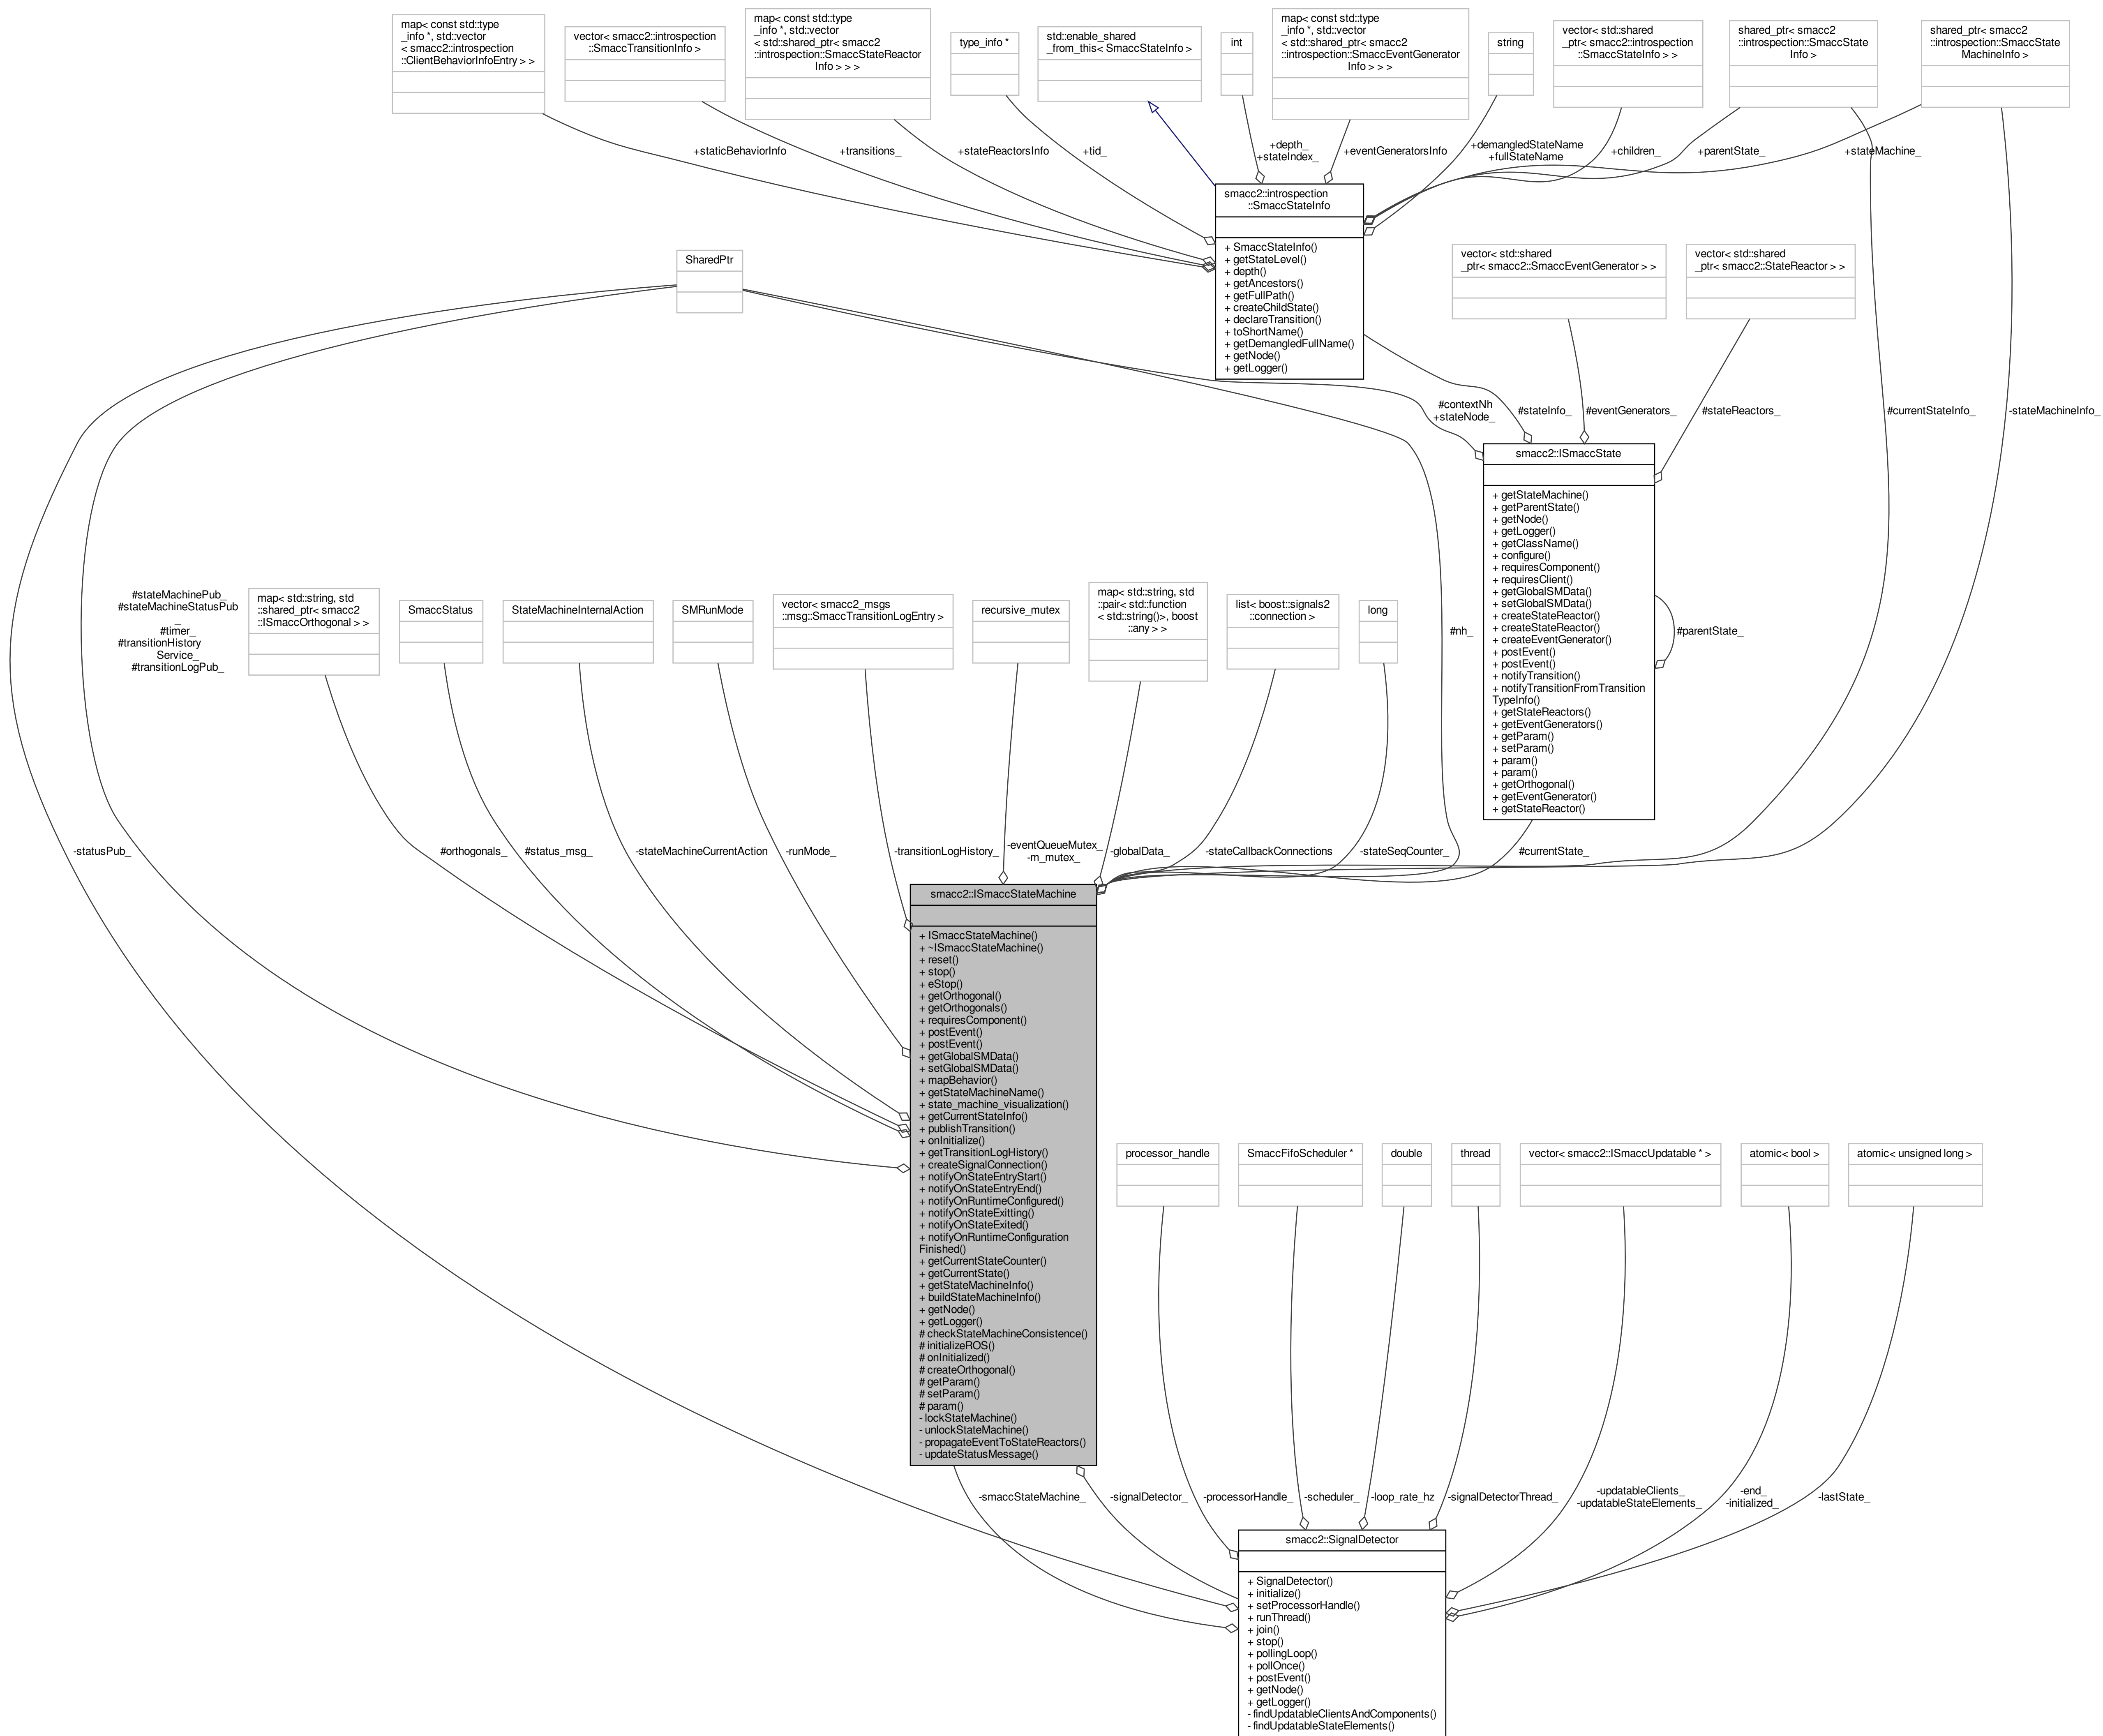 map< const std::type
_info *, std::vector
< smacc2::introspection
::ClientBehaviorInfoEntry > >
vector< smacc2::introspection
::SmaccTransitionInfo >
map< const std::type
_info *, std::vector
< std::shared_ptr< smacc2
::introspection::SmaccStateReactor
Info > > >
type_info *
std::enable_shared
_from_this< SmaccStateInfo >
int
map< const std::type
_info *, std::vector
< std::shared_ptr< smacc2
::introspection::SmaccEventGenerator
Info > > >
string
vector< std::shared
_ptr< smacc2::introspection
::SmaccStateInfo > >
shared_ptr< smacc2
::introspection::SmaccState
Info >
shared_ptr< smacc2
::introspection::SmaccState
MachineInfo >
+staticBehaviorInfo
+transitions_
+stateReactorsInfo
+tid_
+depth_
+stateIndex_
+eventGeneratorsInfo
+demangledStateName
+fullStateName
+children_
+parentState_
+stateMachine_
smacc2::introspection
::SmaccStateInfo
+ SmaccStateInfo()
+ getStateLevel()
+ depth()
+ getAncestors()
+ getFullPath()
+ createChildState()
+ declareTransition()
+ toShortName()
+ getDemangledFullName()
+ getNode()
+ getLogger()
SharedPtr
vector< std::shared
_ptr< smacc2::SmaccEventGenerator > >
vector< std::shared
_ptr< smacc2::StateReactor > >
#contextNh
+stateNode_
#stateInfo_
#eventGenerators_
#stateReactors_
#currentStateInfo_
-stateMachineInfo_
smacc2::ISmaccState
+ getStateMachine()
+ getParentState()
+ getNode()
+ getLogger()
+ getClassName()
+ configure()
+ requiresComponent()
+ requiresClient()
+ getGlobalSMData()
+ setGlobalSMData()
+ createStateReactor()
+ createStateReactor()
+ createEventGenerator()
+ postEvent()
+ postEvent()
+ notifyTransition()
+ notifyTransitionFromTransition
TypeInfo()
+ getStateReactors()
+ getEventGenerators()
+ getParam()
+ setParam()
+ param()
+ param()
+ getOrthogonal()
+ getEventGenerator()
+ getStateReactor()
#parentState_
#stateMachinePub_
#stateMachineStatusPub
_
#timer_
#transitionHistory
Service_
#transitionLogPub_
map< std::string, std
::shared_ptr< smacc2
::ISmaccOrthogonal > >
SmaccStatus
StateMachineInternalAction
SMRunMode
vector< smacc2_msgs
::msg::SmaccTransitionLogEntry >
recursive_mutex
map< std::string, std
::pair< std::function
< std::string()>, boost
::any > >
list< boost::signals2
::connection >
long
#nh_
-statusPub_
#orthogonals_
#status_msg_
-stateMachineCurrentAction
-runMode_
-transitionLogHistory_
-eventQueueMutex_
-m_mutex_
-globalData_
-stateCallbackConnections
-stateSeqCounter_
#currentState_
smacc2::ISmaccStateMachine
+ ISmaccStateMachine()
+ ~ISmaccStateMachine()
+ reset()
+ stop()
+ eStop()
+ getOrthogonal()
+ getOrthogonals()
+ requiresComponent()
+ postEvent()
+ postEvent()
+ getGlobalSMData()
+ setGlobalSMData()
+ mapBehavior()
+ getStateMachineName()
+ state_machine_visualization()
+ getCurrentStateInfo()
+ publishTransition()
+ onInitialize()
+ getTransitionLogHistory()
+ createSignalConnection()
+ notifyOnStateEntryStart()
+ notifyOnStateEntryEnd()
+ notifyOnRuntimeConfigured()
+ notifyOnStateExitting()
+ notifyOnStateExited()
+ notifyOnRuntimeConfiguration
Finished()
+ getCurrentStateCounter()
+ getCurrentState()
+ getStateMachineInfo()
+ buildStateMachineInfo()
+ getNode()
+ getLogger()
# checkStateMachineConsistence()
# initializeROS()
# onInitialized()
# createOrthogonal()
# getParam()
# setParam()
# param()
- lockStateMachine()
- unlockStateMachine()
- propagateEventToStateReactors()
- updateStatusMessage()
processor_handle
SmaccFifoScheduler *
double
thread
vector< smacc2::ISmaccUpdatable * >
atomic< bool >
atomic< unsigned long >
-smaccStateMachine_
-signalDetector_
-processorHandle_
-scheduler_
-loop_rate_hz
-signalDetectorThread_
-updatableClients_
-updatableStateElements_
-end_
-initialized_
-lastState_
smacc2::SignalDetector
+ SignalDetector()
+ initialize()
+ setProcessorHandle()
+ runThread()
+ join()
+ stop()
+ pollingLoop()
+ pollOnce()
+ postEvent()
+ getNode()
+ getLogger()
- findUpdatableClientsAndComponents()
- findUpdatableStateElements()